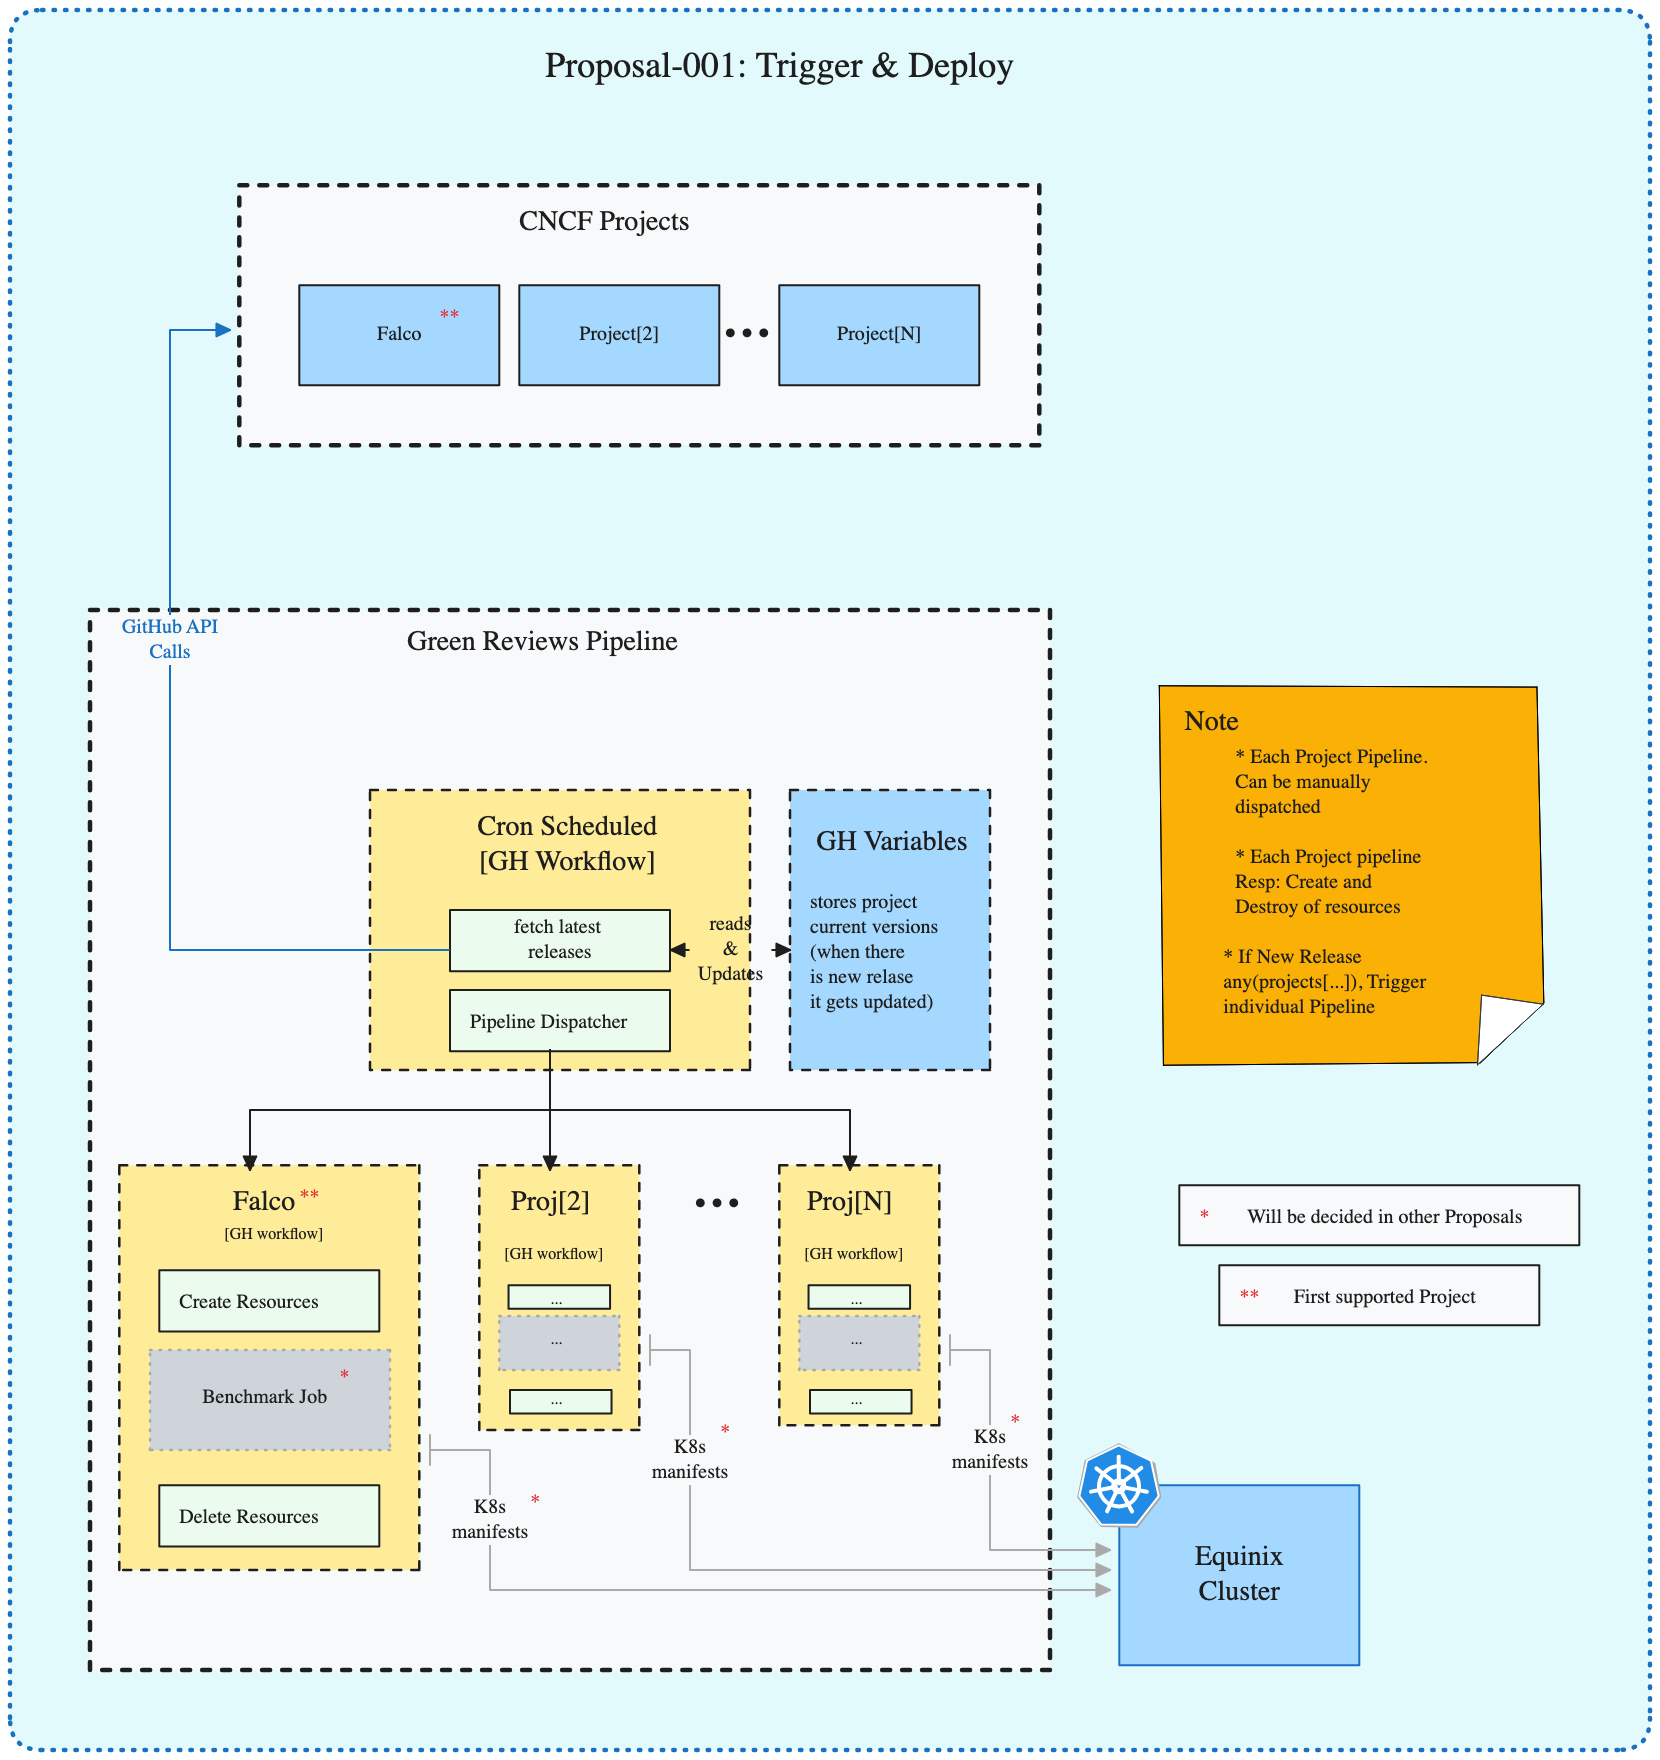 Proposal-001: Trigger & Deploy
CNCF Projects
Falco
**
Project[2]
Project[N]
GitHub API
Calls
Green Reviews Pipeline
Cron Scheduled
[GH Workflow]
fetch latest
releases
Pipeline Dispatcher
reads
&
Updates
GH Variables
stores project
current versions
(when there
is new relase
it gets updated)
Note
* Each Project Pipeline.
Can be manually
dispatched
* Each Project pipeline
Resp: Create and
Destroy of resources
* If New Release
any(projects[...]), Trigger
individual Pipeline
Falco **
[GH workflow]
Create Resources
Benchmark Job *
Delete Resources
Proj[2]
[GH workflow]
...
...
...
Proj[N]
[GH workflow]
...
...
...
K8s *
manifests
K8s *
manifests
K8s *
manifests
* Will be decided in other Proposals
** First supported Project
Equinix
Cluster